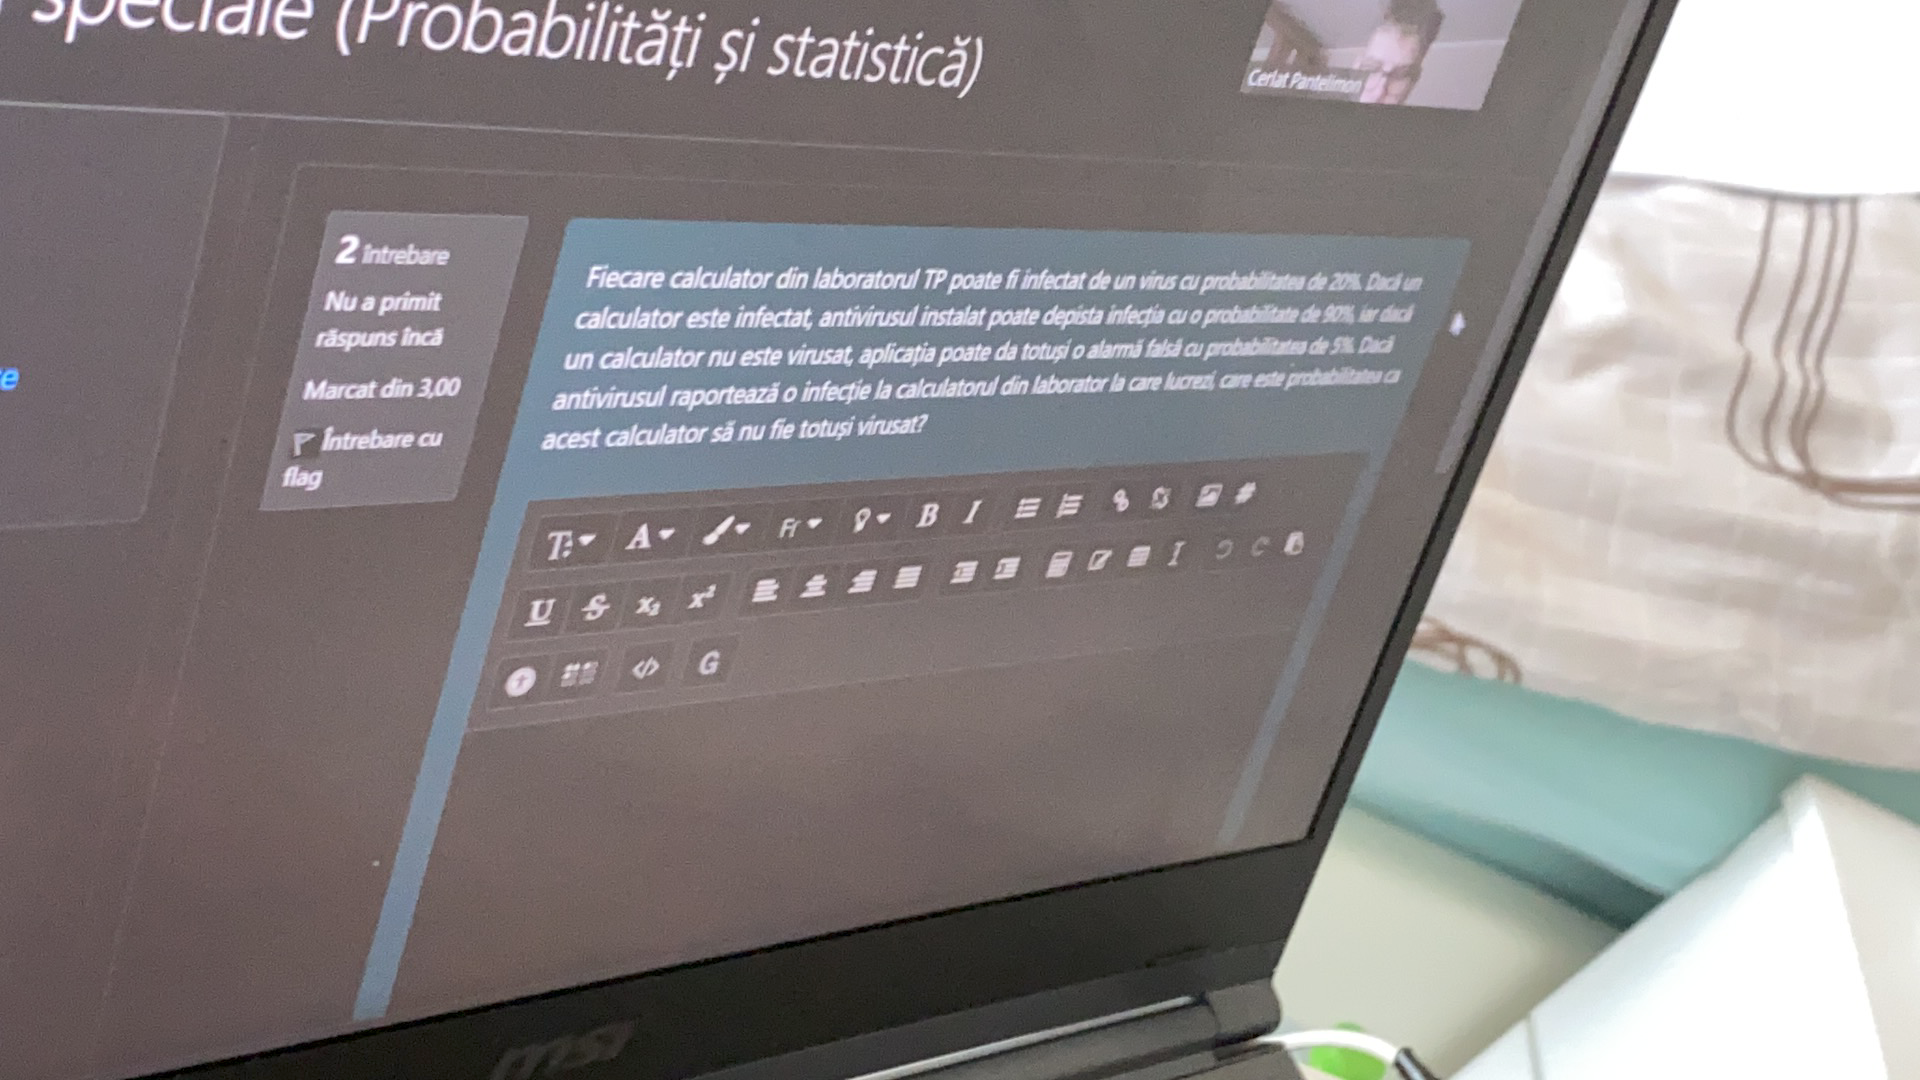 speciale (Probabilități și statistică)
Cerlat Pantelimon
2 întrebare
Nu a primit
răspuns încă
Marcat din 3,00
Întrebare cu
flag
Fiecare calculator din laboratorul TP poate fi infectat de un virus cu probabilitatea de 20%. Dacă un
calculator este infectat, antivirusul instalat poate depista infecția cu o probabilitate de 90%, iar dacă
un calculator nu este virusat, aplicația poate da totuși o alarmă falsă cu probabilitatea de 5%. Dacă
antivirusul raportează o infecție la calculatorul din laborator la care lucrezi, care este probabilitatea ca
acest calculator să nu fie totuși virusat?
msi